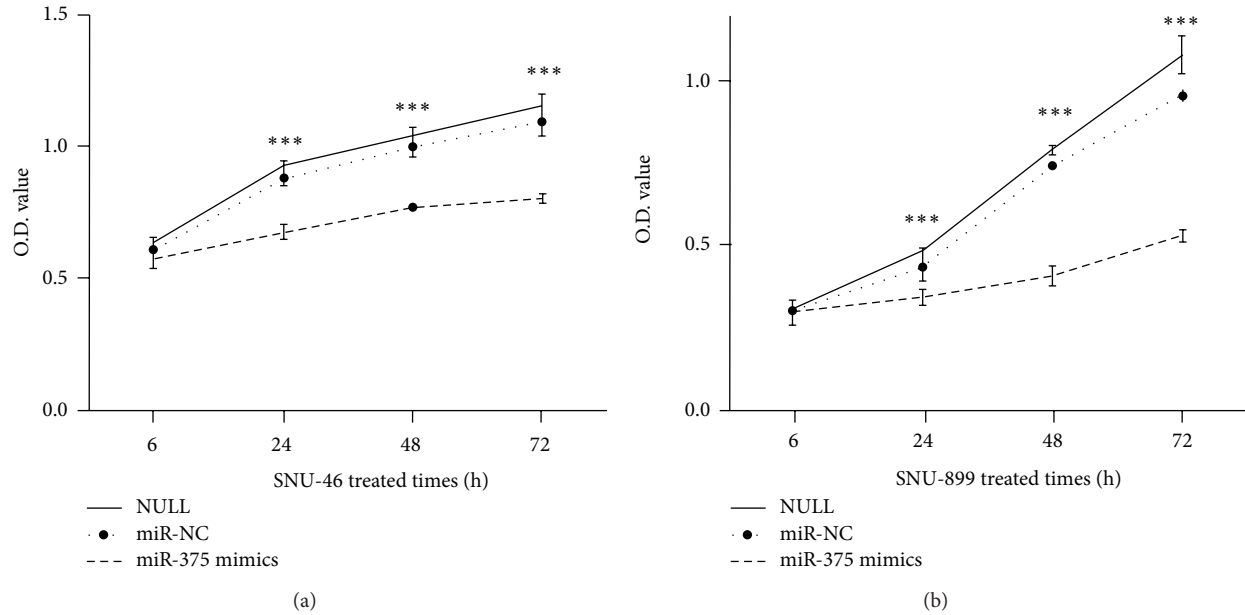 1.5
1.0
0.5
0.0
O.D. value
***
***
***
6
24
48
72
SNU-46 treated times (h)
NULL
miR-NC
miR-375 mimics
(a)
1.0
0.5
0.0
O.D. value
***
***
***
6
24
48
72
SNU-899 treated times (h)
NULL
miR-NC
miR-375 mimics
(b)